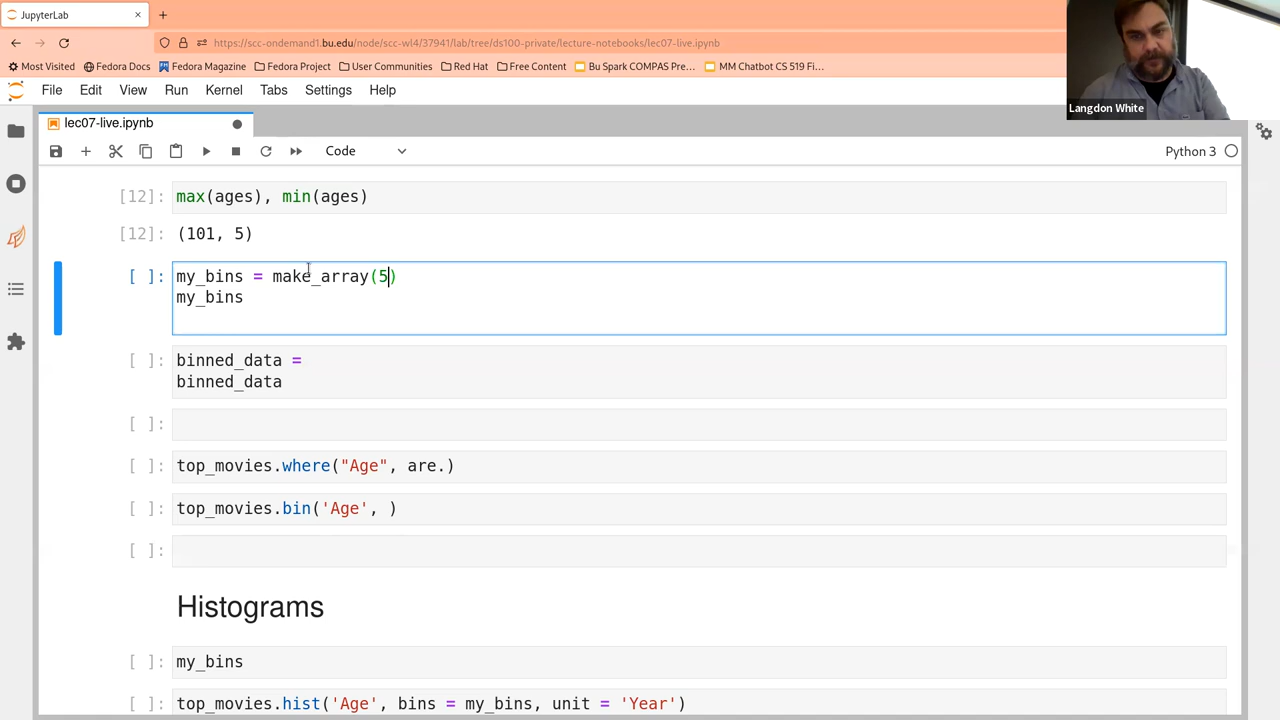 JupyterLab
https://scc-ondemand1.bu.edu/node/scc-wl4/37941/lab/tree/ds100-private/lecture-notebooks/lec07-live.ipynb
Most Visited Fedora Docs Fedora Magazine Fedora Project User Communities Red Hat Free Content Bu Spark COMPAS Pre... MM Chatbot CS 519 Fi...
Langdon White
File Edit View Run Kernel Tabs Settings Help
lec07-live.ipynb
Code Python 3
[12]: max(ages), min(ages)
[12]: (101, 5)
[ ]: my_bins = make_array(5)
my_bins
[ ]: binned_data =
binned_data
[ ]:
[ ]: top_movies.where("Age", are.)
[ ]: top_movies.bin('Age', )
[ ]:
Histograms
[ ]: my_bins
[ ]: top_movies.hist('Age', bins = my_bins, unit = 'Year')